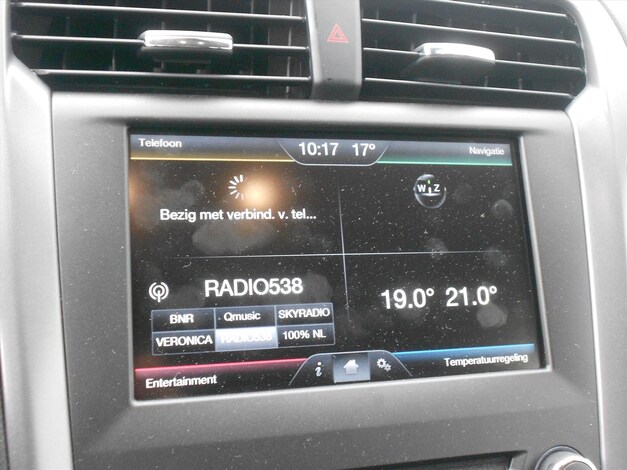 Telefoon
10:17 17°
Navigatie
Bezig met verbind. v. tel...
W Z
RADIO538
19.0° 21.0°
BNR Qmusic SKYRADIO
VERONICA RADIO538 100% NL
i
Entertainment
Temperatuurregeling